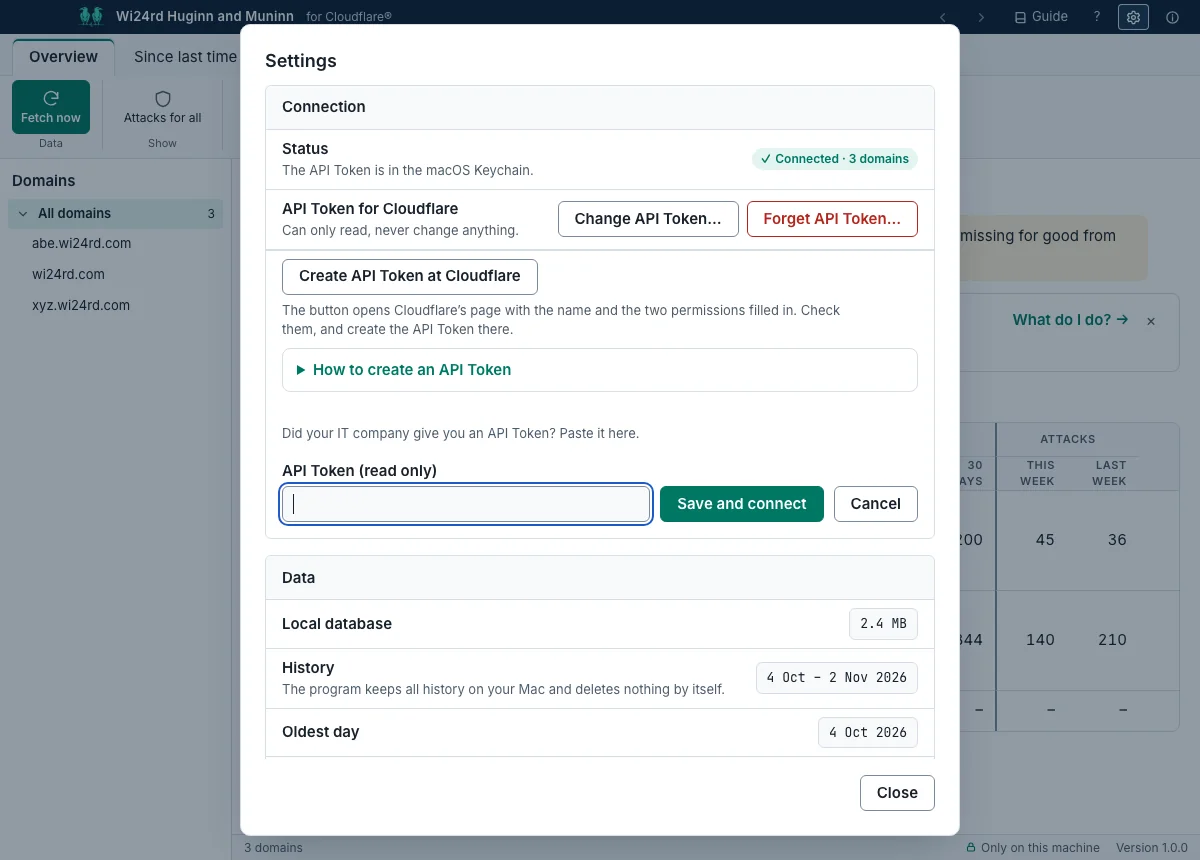 Wi24rd Huginn and Muninn for Cloudflare®
Guide
?
Overview
Since last time
Fetch now
Attacks for all
Data
Show
Domains
All domains 3
abe.wi24rd.com
wi24rd.com
xyz.wi24rd.com
Settings
Connection
Status
The API Token is in the macOS Keychain.
✓ Connected · 3 domains
API Token for Cloudflare
Can only read, never change anything.
Change API Token…
Forget API Token…
Create API Token at Cloudflare
The button opens Cloudflare’s page with the name and the two permissions filled in. Check
them, and create the API Token there.
How to create an API Token
Did your IT company give you an API Token? Paste it here.
API Token (read only)
Save and connect
Cancel
Data
Local database
2.4 MB
History
The program keeps all history on your Mac and deletes nothing by itself.
4 Oct – 2 Nov 2026
Oldest day
4 Oct 2026
Close
missing for good from
What do I do? →
×
ATTACKS
30
THIS
WEEK
LAST
WEEK
45 36
140 210
– – –
3 domains
Only on this machine
Version 1.0.0